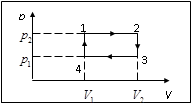 p
p₂ 1 2
p₁ 4 3
V₁ V₂ V